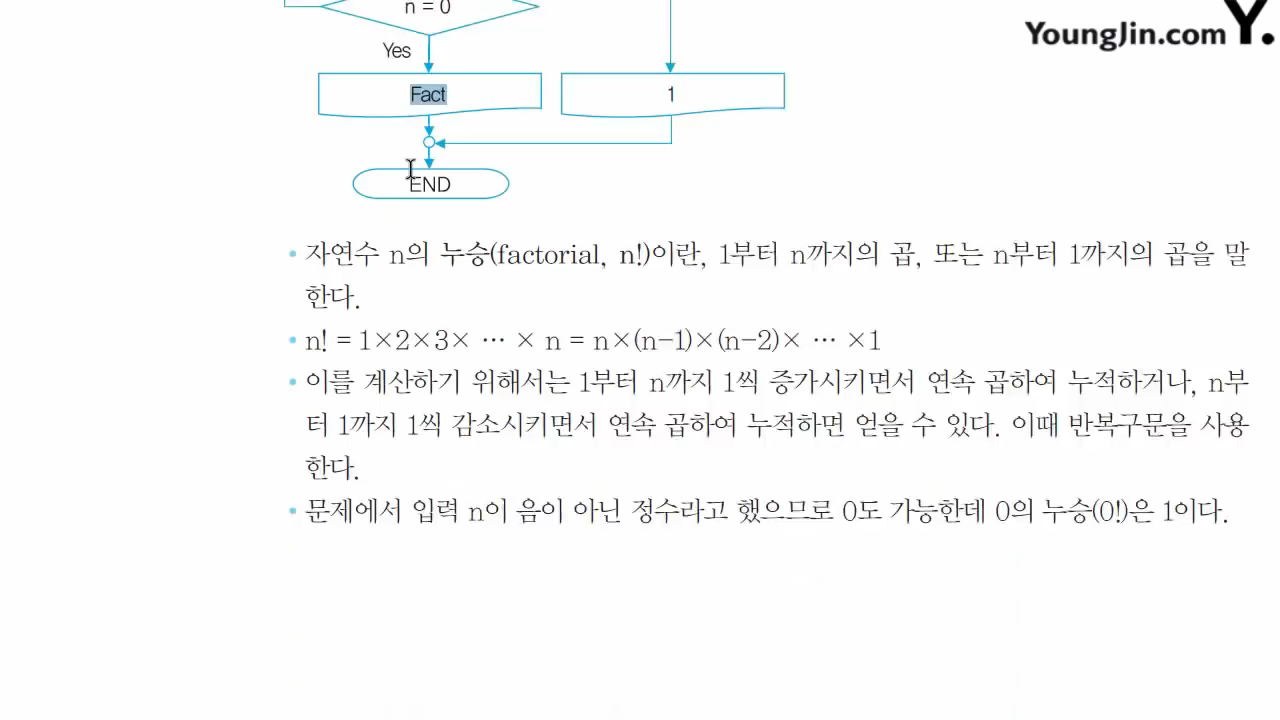 n = 0
YoungJin.com Y.
Yes
Fact
1
END
• 자연수 n의 누승(factorial, n!)이란, 1부터 n까지의 곱, 또는 n부터 1까지의 곱을 말
한다.
• n! = 1×2×3× … × n = n×(n-1)×(n-2)× … ×1
• 이를 계산하기 위해서는 1부터 n까지 1씩 증가시키면서 연속 곱하여 누적하거나, n부
터 1까지 1씩 감소시키면서 연속 곱하여 누적하면 얻을 수 있다. 이때 반복구문을 사용
한다.
• 문제에서 입력 n이 음이 아닌 정수라고 했으므로 0도 가능한데 0의 누승(0!)은 1이다.